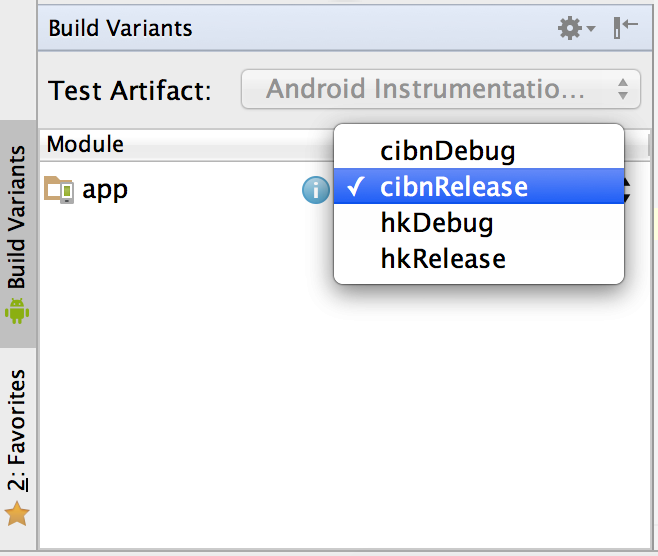 Build Variants
Test Artifact: Android Instrumentatio...
Module
app
cibnDebug
✓ cibnRelease
hkDebug
hkRelease
Build Variants
2: Favorites